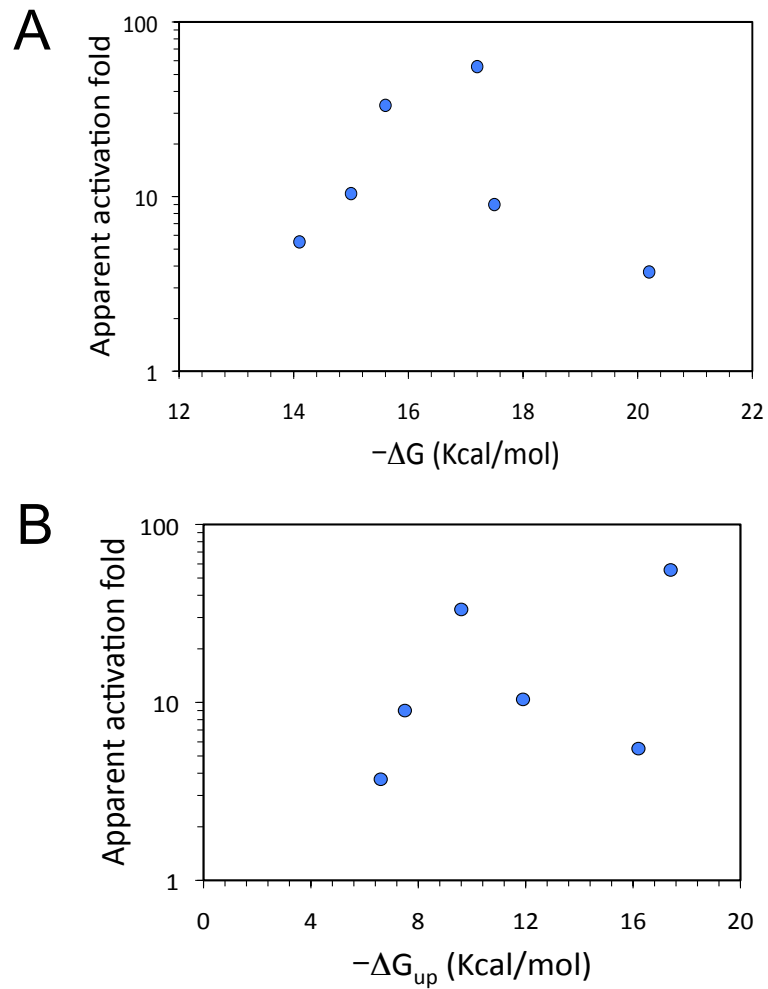 A
Apparent activation fold
100
10
1
12 14 16 18 20 22
−ΔG (Kcal/mol)
B
Apparent activation fold
100
10
1
0 4 8 12 16 20
−ΔGup (Kcal/mol)